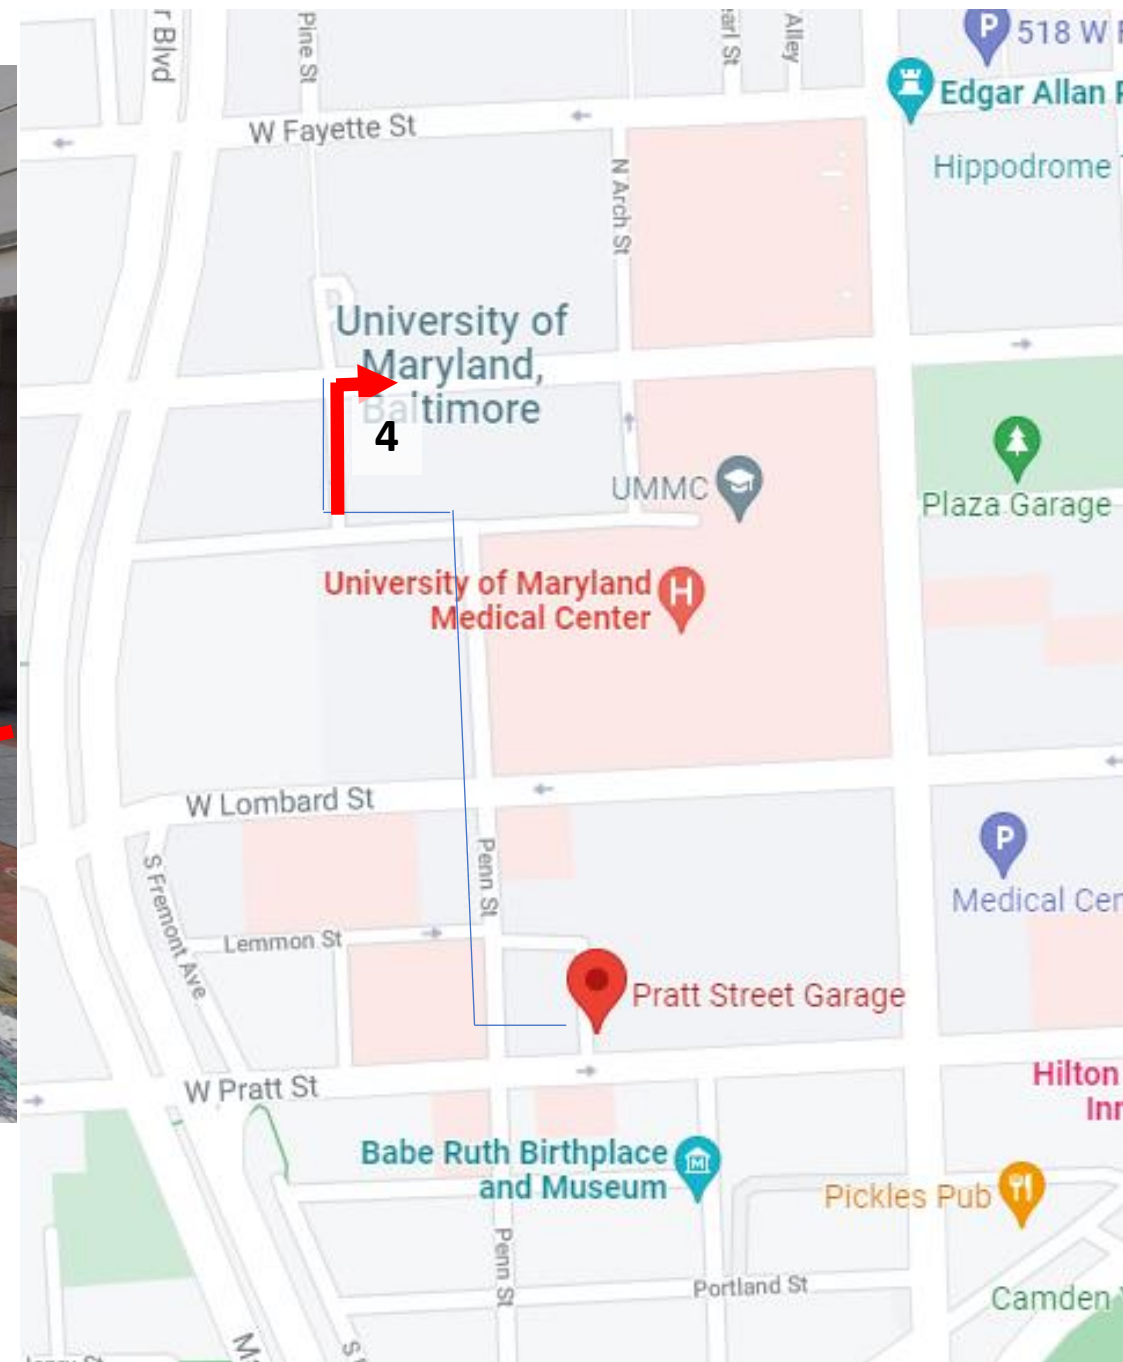 r Blvd
Pine St
earl St
Alley
518 W F
Edgar Allan P
W Fayette St
N Arch St
Hippodrome
University of
Maryland,
Baltimore
4
UMMC
Plaza Garage
University of Maryland
Medical Center
W Lombard St
Penn St
S Fremont Ave
Medical Cen
Lemmon St
Pratt Street Garage
W Pratt St
Hilton
Inn
Babe Ruth Birthplace
and Museum
Pickles Pub
Penn St
Portland St
Camden